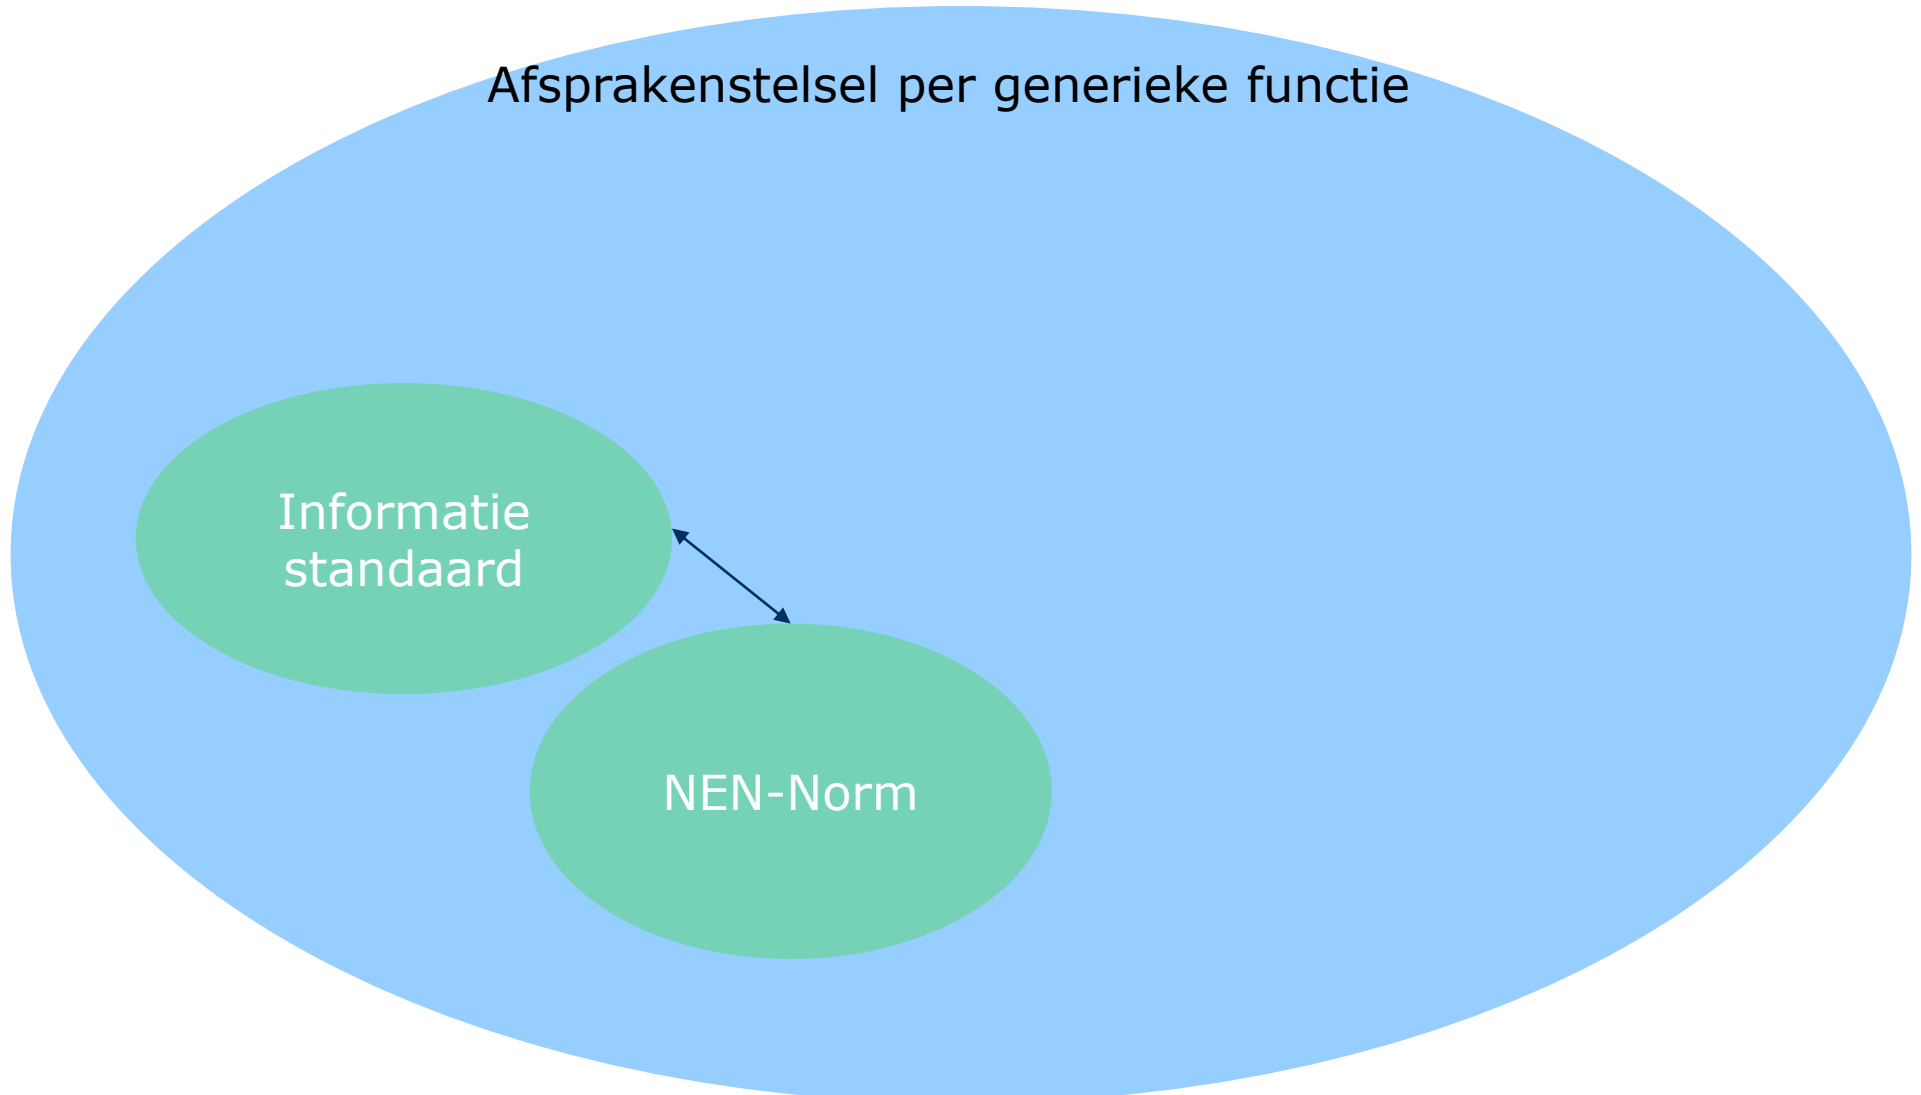 Afsprakenstelsel per generieke functie
Informatie
standaard
NEN-Norm